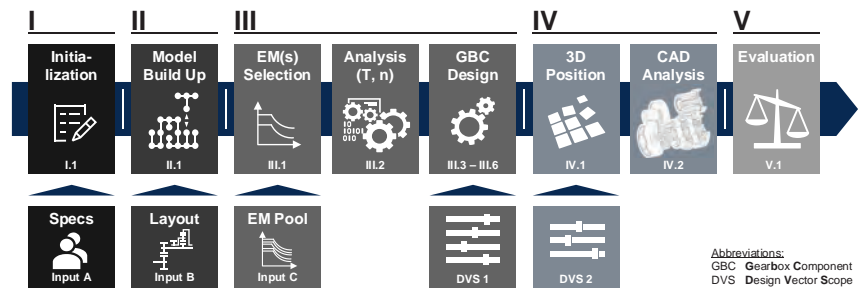 I
II
III
IV
V
Initia-
lization
I.1
Model
Build Up
II.1
EM(s)
Selection
III.1
Analysis
(T, n)
III.2
GBC
Design
III.3 – III.6
3D
Position
IV.1
CAD
Analysis
IV.2
Evaluation
V.1
Specs
Input A
Layout
Input B
EM Pool
Input C
DVS 1
DVS 2
Abbreviations:
GBC Gearbox Component
DVS Design Vector Scope